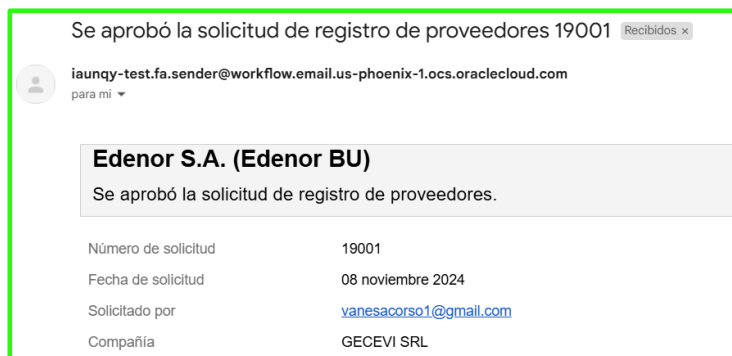 Se aprobó la solicitud de registro de proveedores 19001 Recibidos ×
iaunqy-test.fa.sender@workflow.email.us-phoenix-1.ocs.oraclecloud.com
para mí
Edenor S.A. (Edenor BU)
Se aprobó la solicitud de registro de proveedores.
Número de solicitud 19001
Fecha de solicitud 08 noviembre 2024
Solicitado por vanesacorso1@gmail.com
Compañía GECEVI SRL